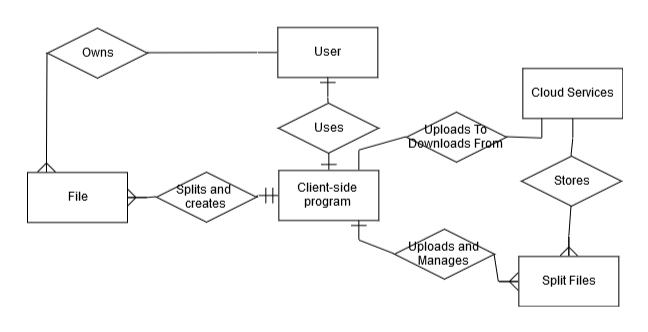 Owns
User
Cloud Services
Uses
Uploads To
Downloads From
File
Splits and
creates
Client-side
program
Stores
Uploads and
Manages
Split Files